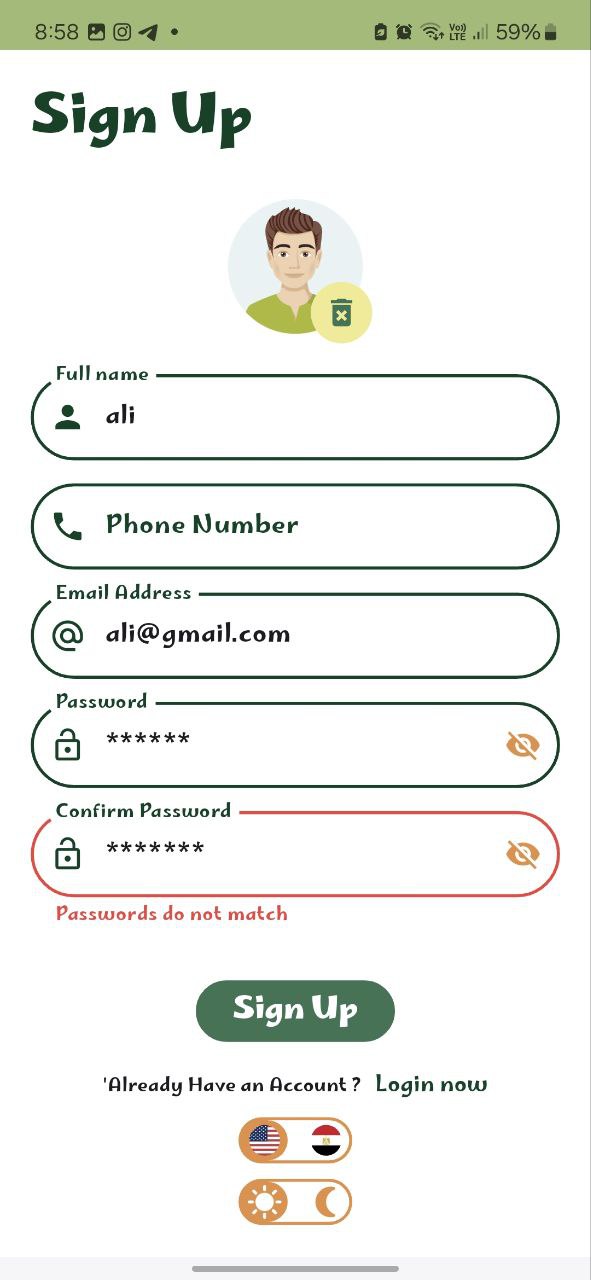 8:58 Vo)) LTE 59%
Sign Up
Full name
ali
Phone Number
Email Address
ali@gmail.com
Password
******
Confirm Password
*******
Passwords do not match
Sign Up
'Already Have an Account ? Login now